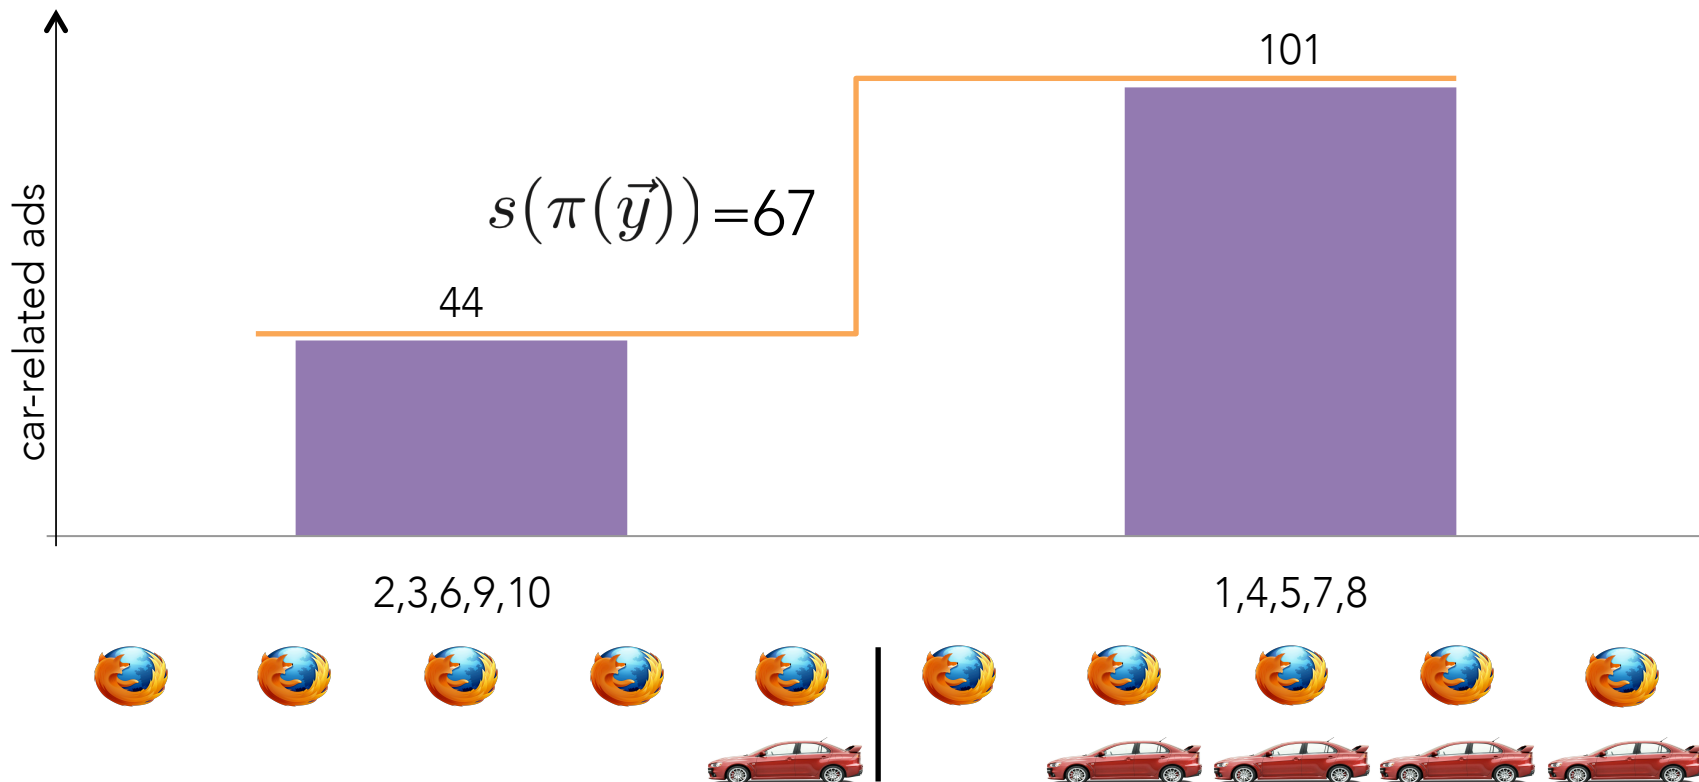 101
s(π(y⃗))=67
44
car-related ads
2,3,6,9,10
1,4,5,7,8